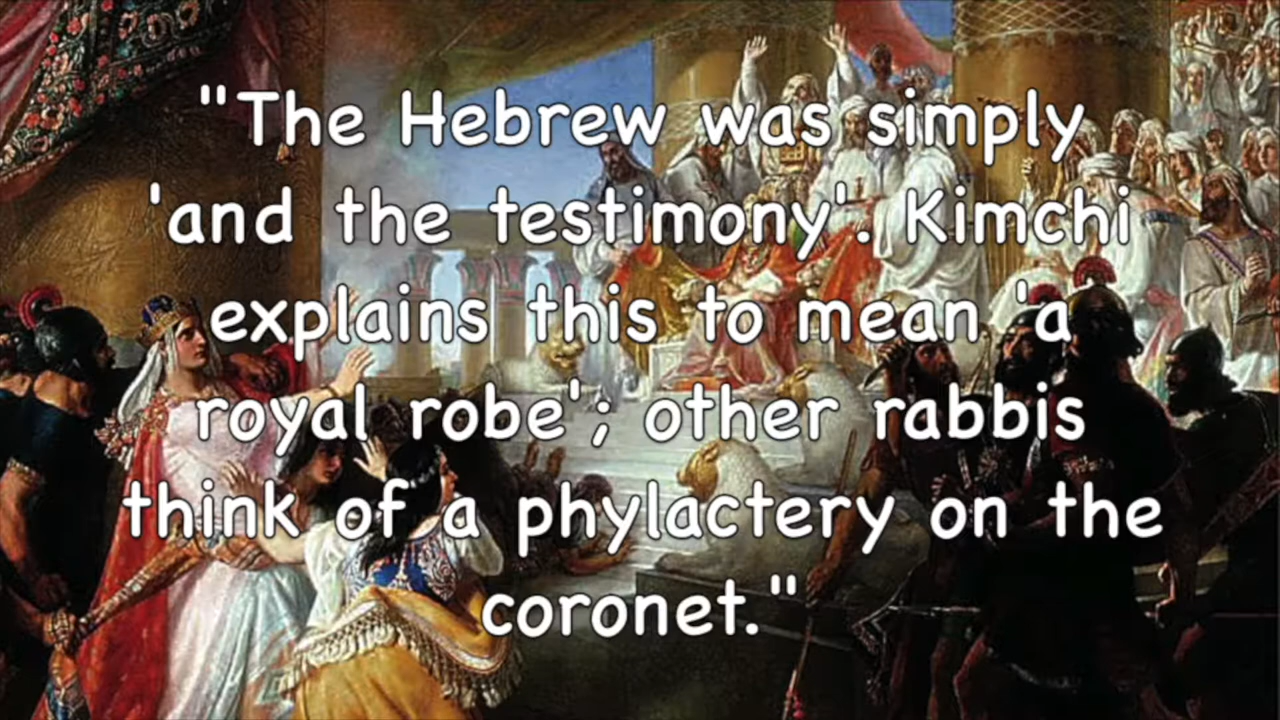 "The Hebrew was simply
'and the testimony'. Kimchi
explains this to mean 'a
royal robe'; other rabbis
think of a phylactery on the
coronet."